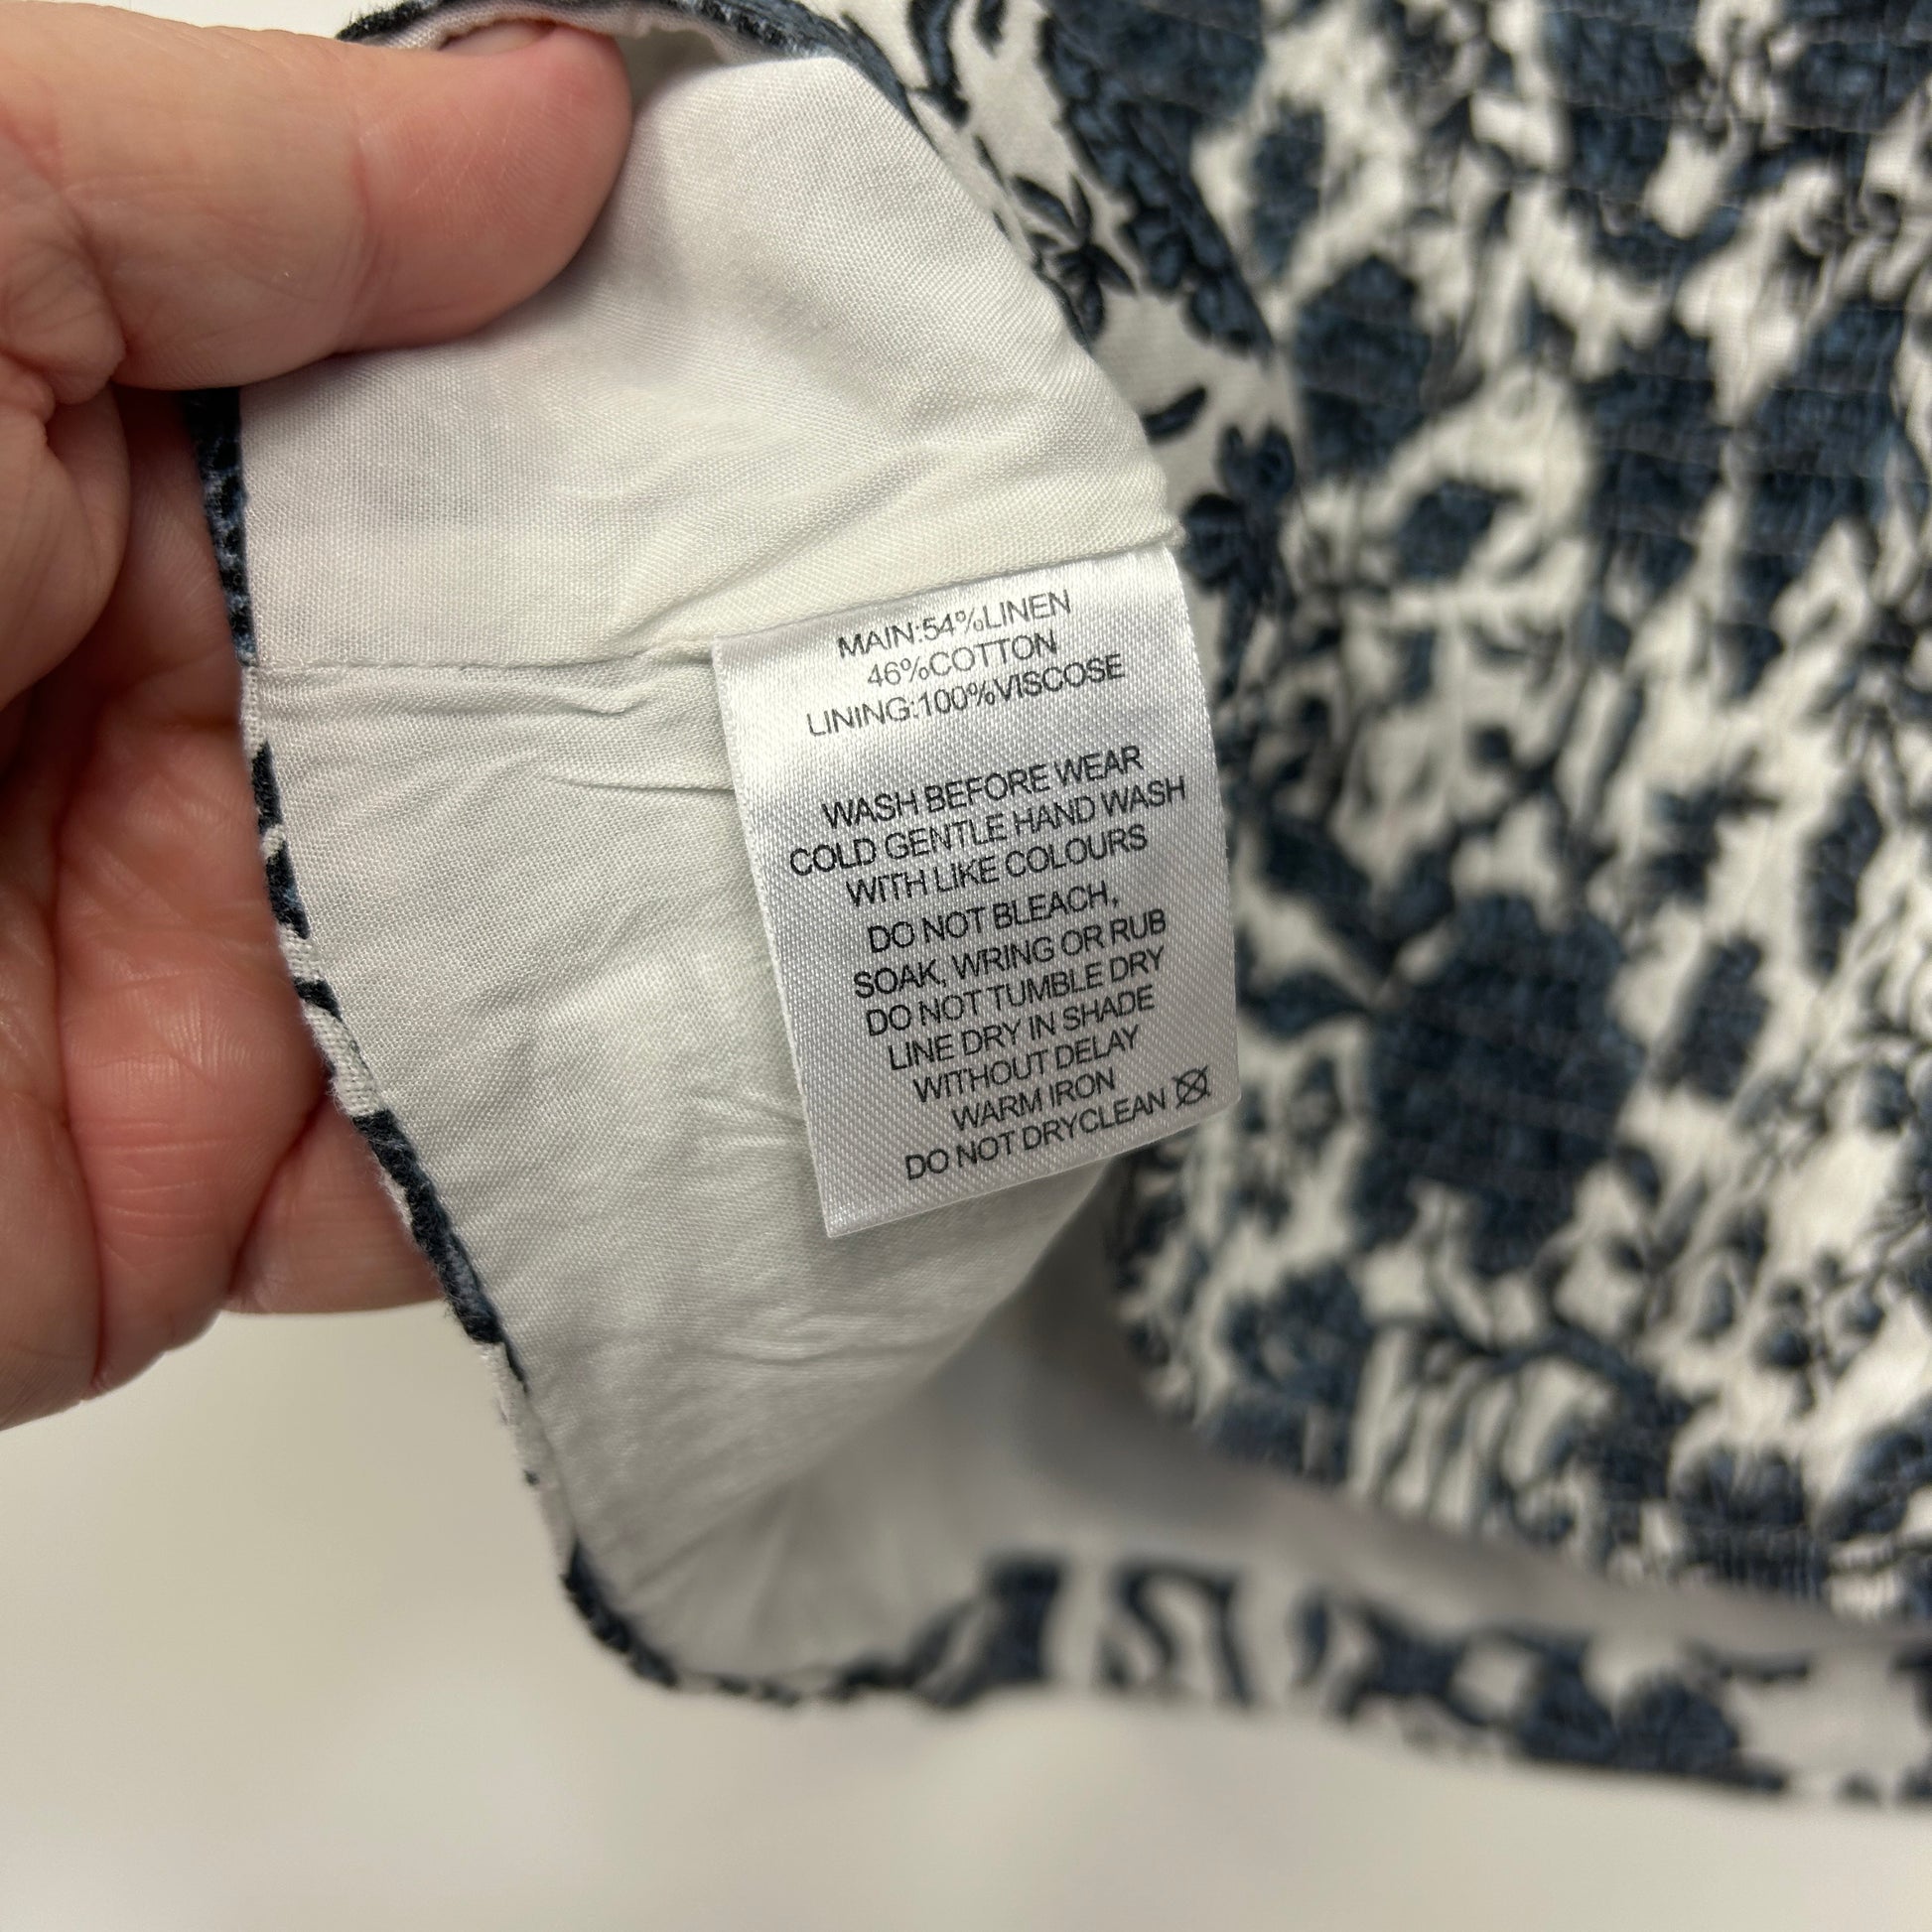 MAIN:54%LINEN
46%COTTON
LINING:100%VISCOSE
WASH BEFORE WEAR
COLD GENTLE HAND WASH
WITH LIKE COLOURS
DO NOT BLEACH,
SOAK, WRING OR RUB
DO NOT TUMBLE DRY
LINE DRY IN SHADE
WITHOUT DELAY
WARM IRON
DO NOT DRYCLEAN